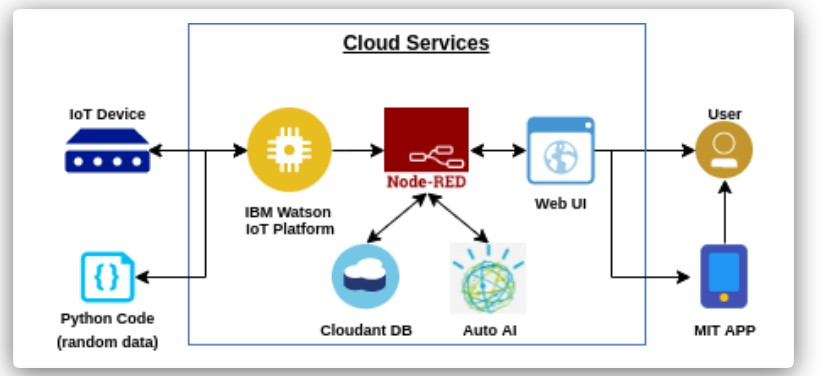 Cloud Services
IoT Device
User
Node-RED
Web UI
IBM Watson
IoT Platform
{ }
Python Code
(random data)
Cloudant DB
Auto AI
MIT APP